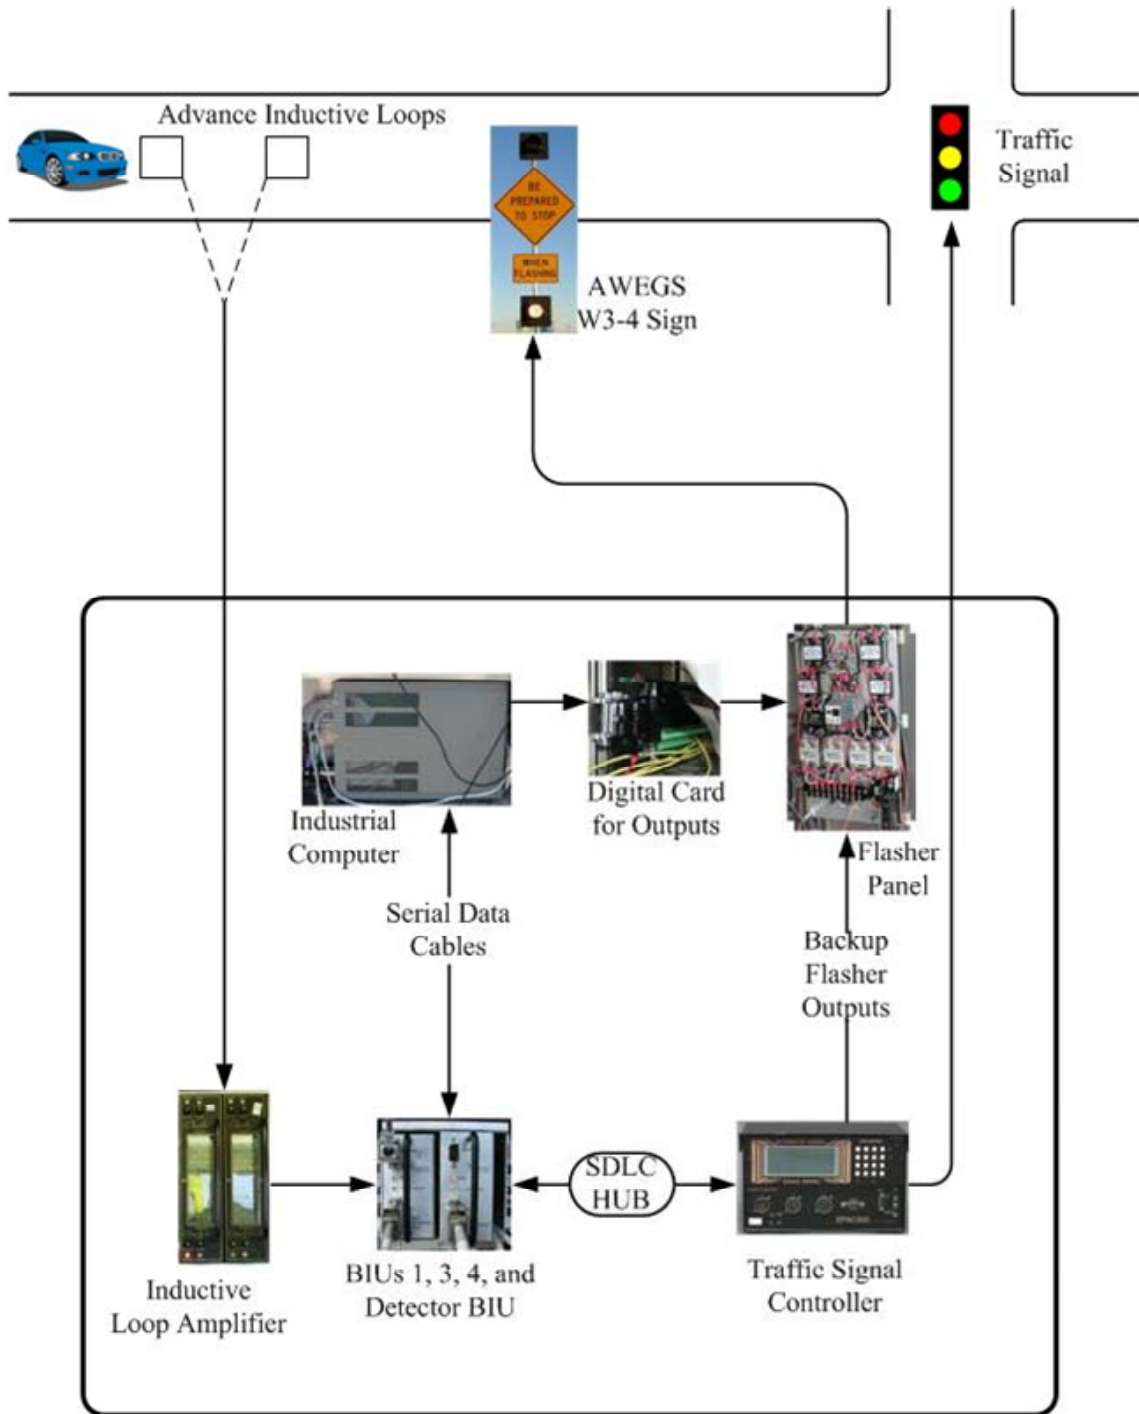 Advance Inductive Loops
BE
PREPARED
TO STOP
WHEN
FLASHING
Traffic
Signal
AWEGS
W3-4 Sign
Industrial
Computer
Digital Card
for Outputs
Flasher
Panel
Serial Data
Cables
Backup
Flasher
Outputs
SDLC
HUB
Inductive
Loop Amplifier
BIUs 1, 3, 4, and
Detector BIU
Traffic Signal
Controller